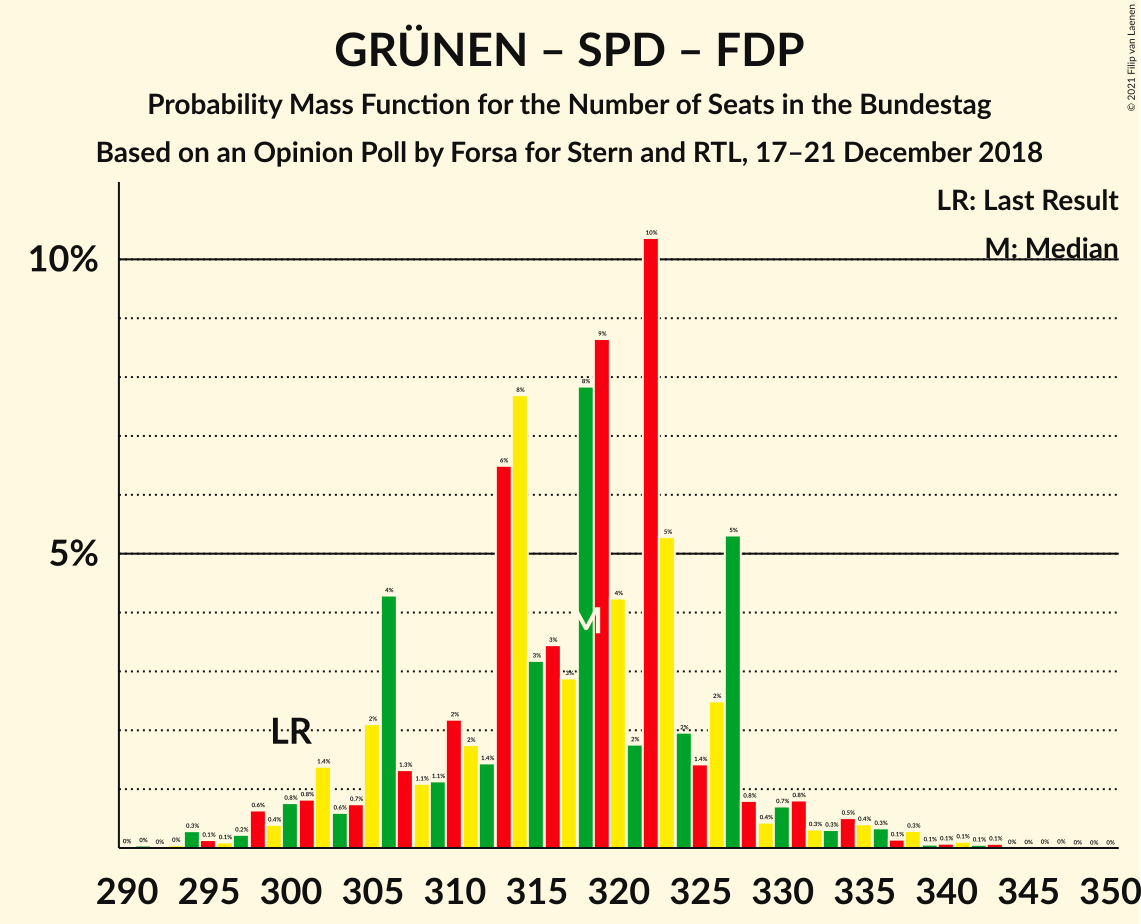 GRÜNEN – SPD – FDP
Probability Mass Function for the Number of Seats in the Bundestag
Based on an Opinion Poll by Forsa for Stern and RTL, 17–21 December 2018
© 2021 Filip van Laenen
LR: Last Result
M: Median
10%
5%
LR
M
0% 0% 0% 0% 0.3% 0.1% 0.1% 0.2% 0.6% 0.4% 0.8% 0.8% 1.4% 0.6% 0.7% 2% 4% 1.3% 1.1% 1.1% 2% 2% 1.4% 6% 8% 3% 3% 3% 8% 9% 4% 2% 10% 5% 2% 1.4% 2% 5% 0.8% 0.4% 0.7% 0.8% 0.3% 0.3% 0.5% 0.4% 0.3% 0.1% 0.3% 0.1% 0.1% 0.1% 0.1% 0.1% 0% 0% 0% 0% 0% 0% 0%
290 295 300 305 310 315 320 325 330 335 340 345 350